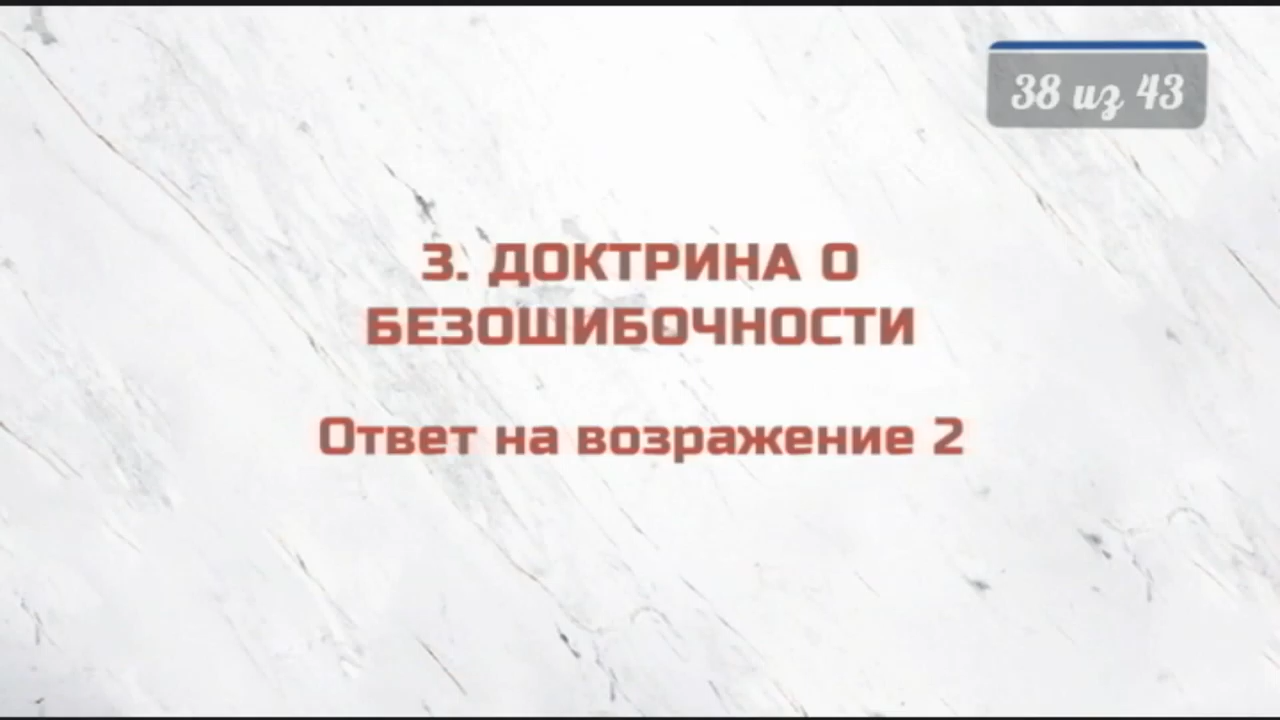 38 из 43
3. ДОКТРИНА О
БЕЗОШИБОЧНОСТИ
Ответ на возражение 2